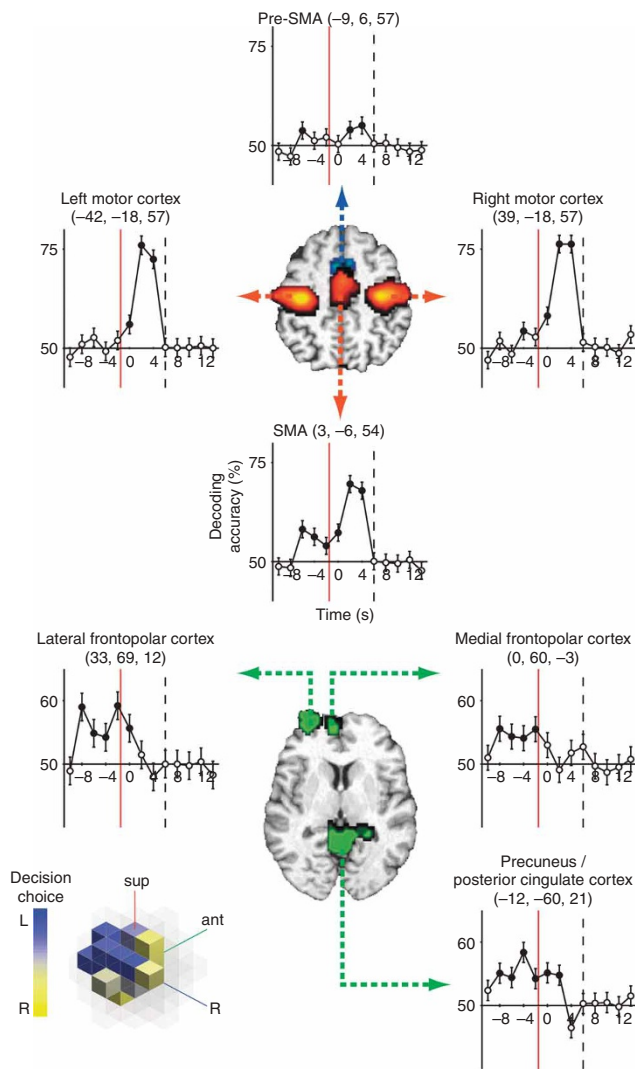 Pre-SMA (–9, 6, 57)
75
50
–8 –4 0 4 8 12
Left motor cortex
(–42, –18, 57)
75
50
–8 –4 0 4 8 12
Right motor cortex
(39, –18, 57)
75
50
–8 –4 0 4 8 12
SMA (3, –6, 54)
75
Decoding
accuracy (%)
50
–8 –4 0 4 8 12
Time (s)
Lateral frontopolar cortex
(33, 69, 12)
60
50
–8 –4 0 4 8 12
Medial frontopolar cortex
(0, 60, –3)
60
50
–8 –4 0 4 8 12
Decision
choice
L
R
sup
ant
R
Precuneus /
posterior cingulate cortex
(–12, –60, 21)
60
50
–8 –4 0 4 8 12